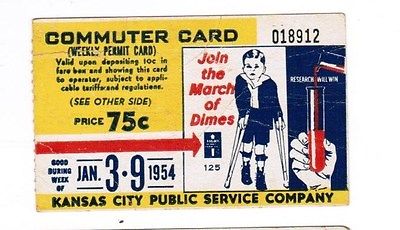 COMMUTER CARD
018912
(WEEKLY PERMIT CARD)
Valid upon depositing 10c in
fare box and showing this card
to operator, subject to ap-
plicable tariffs and regulations.
(SEE OTHER SIDE)
PRICE 75c
Join
the
March
of
Dimes
RESEARCH WILL WIN
125
GOOD
DURING
WEEK OF
JAN. 3-9 1954
KANSAS CITY PUBLIC SERVICE COMPANY